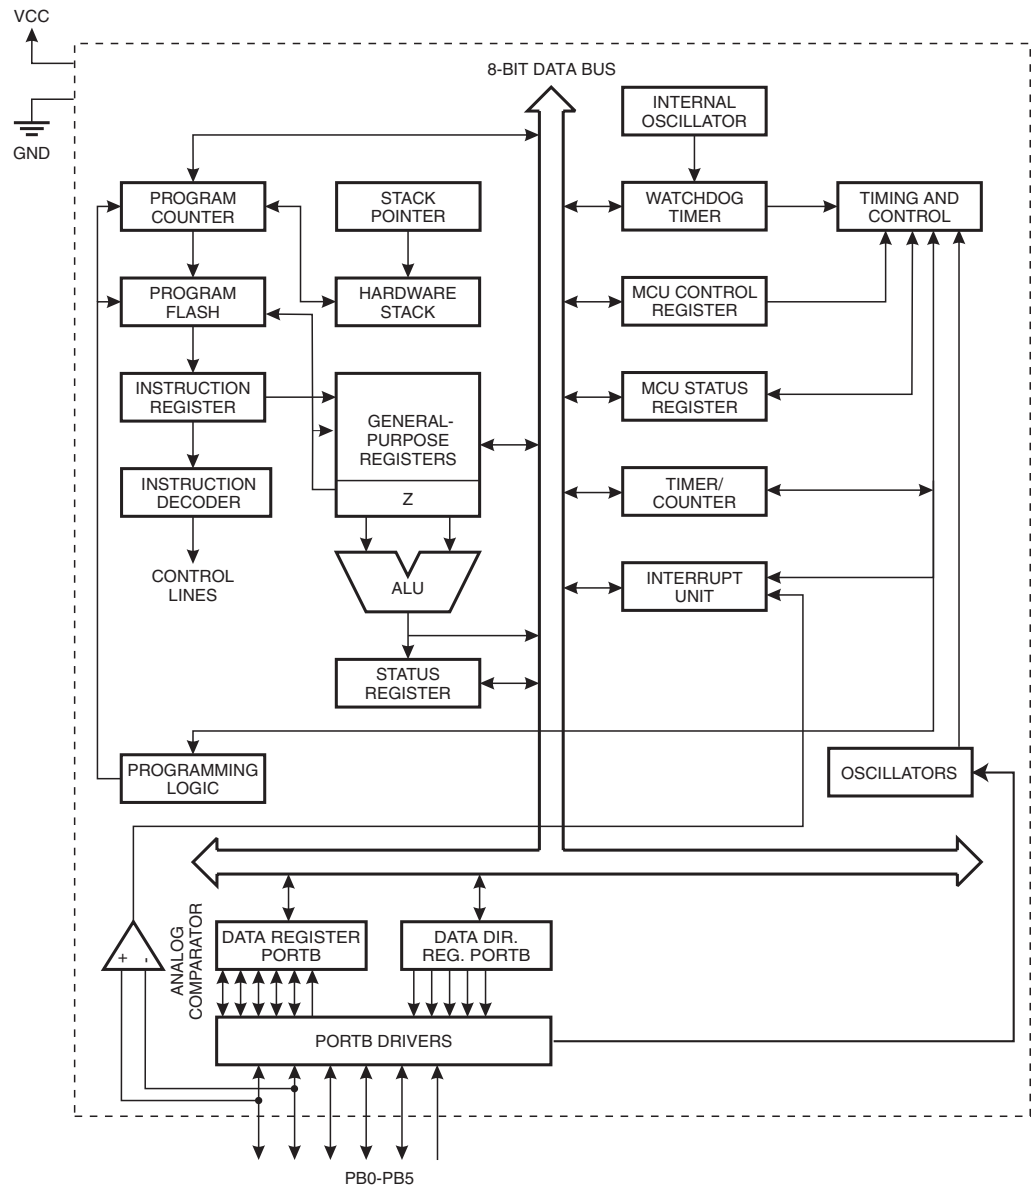 VCC
8-BIT DATA BUS
INTERNAL
OSCILLATOR
GND
PROGRAM
COUNTER
STACK
POINTER
WATCHDOG
TIMER
TIMING AND
CONTROL
PROGRAM
FLASH
HARDWARE
STACK
MCU CONTROL
REGISTER
INSTRUCTION
REGISTER
GENERAL-
PURPOSE
REGISTERS
Z
MCU STATUS
REGISTER
INSTRUCTION
DECODER
TIMER/
COUNTER
CONTROL
LINES
ALU
INTERRUPT
UNIT
STATUS
REGISTER
PROGRAMMING
LOGIC
OSCILLATORS
+ -
ANALOG
COMPARATOR
DATA REGISTER
PORTB
DATA DIR.
REG. PORTB
PORTB DRIVERS
PB0-PB5